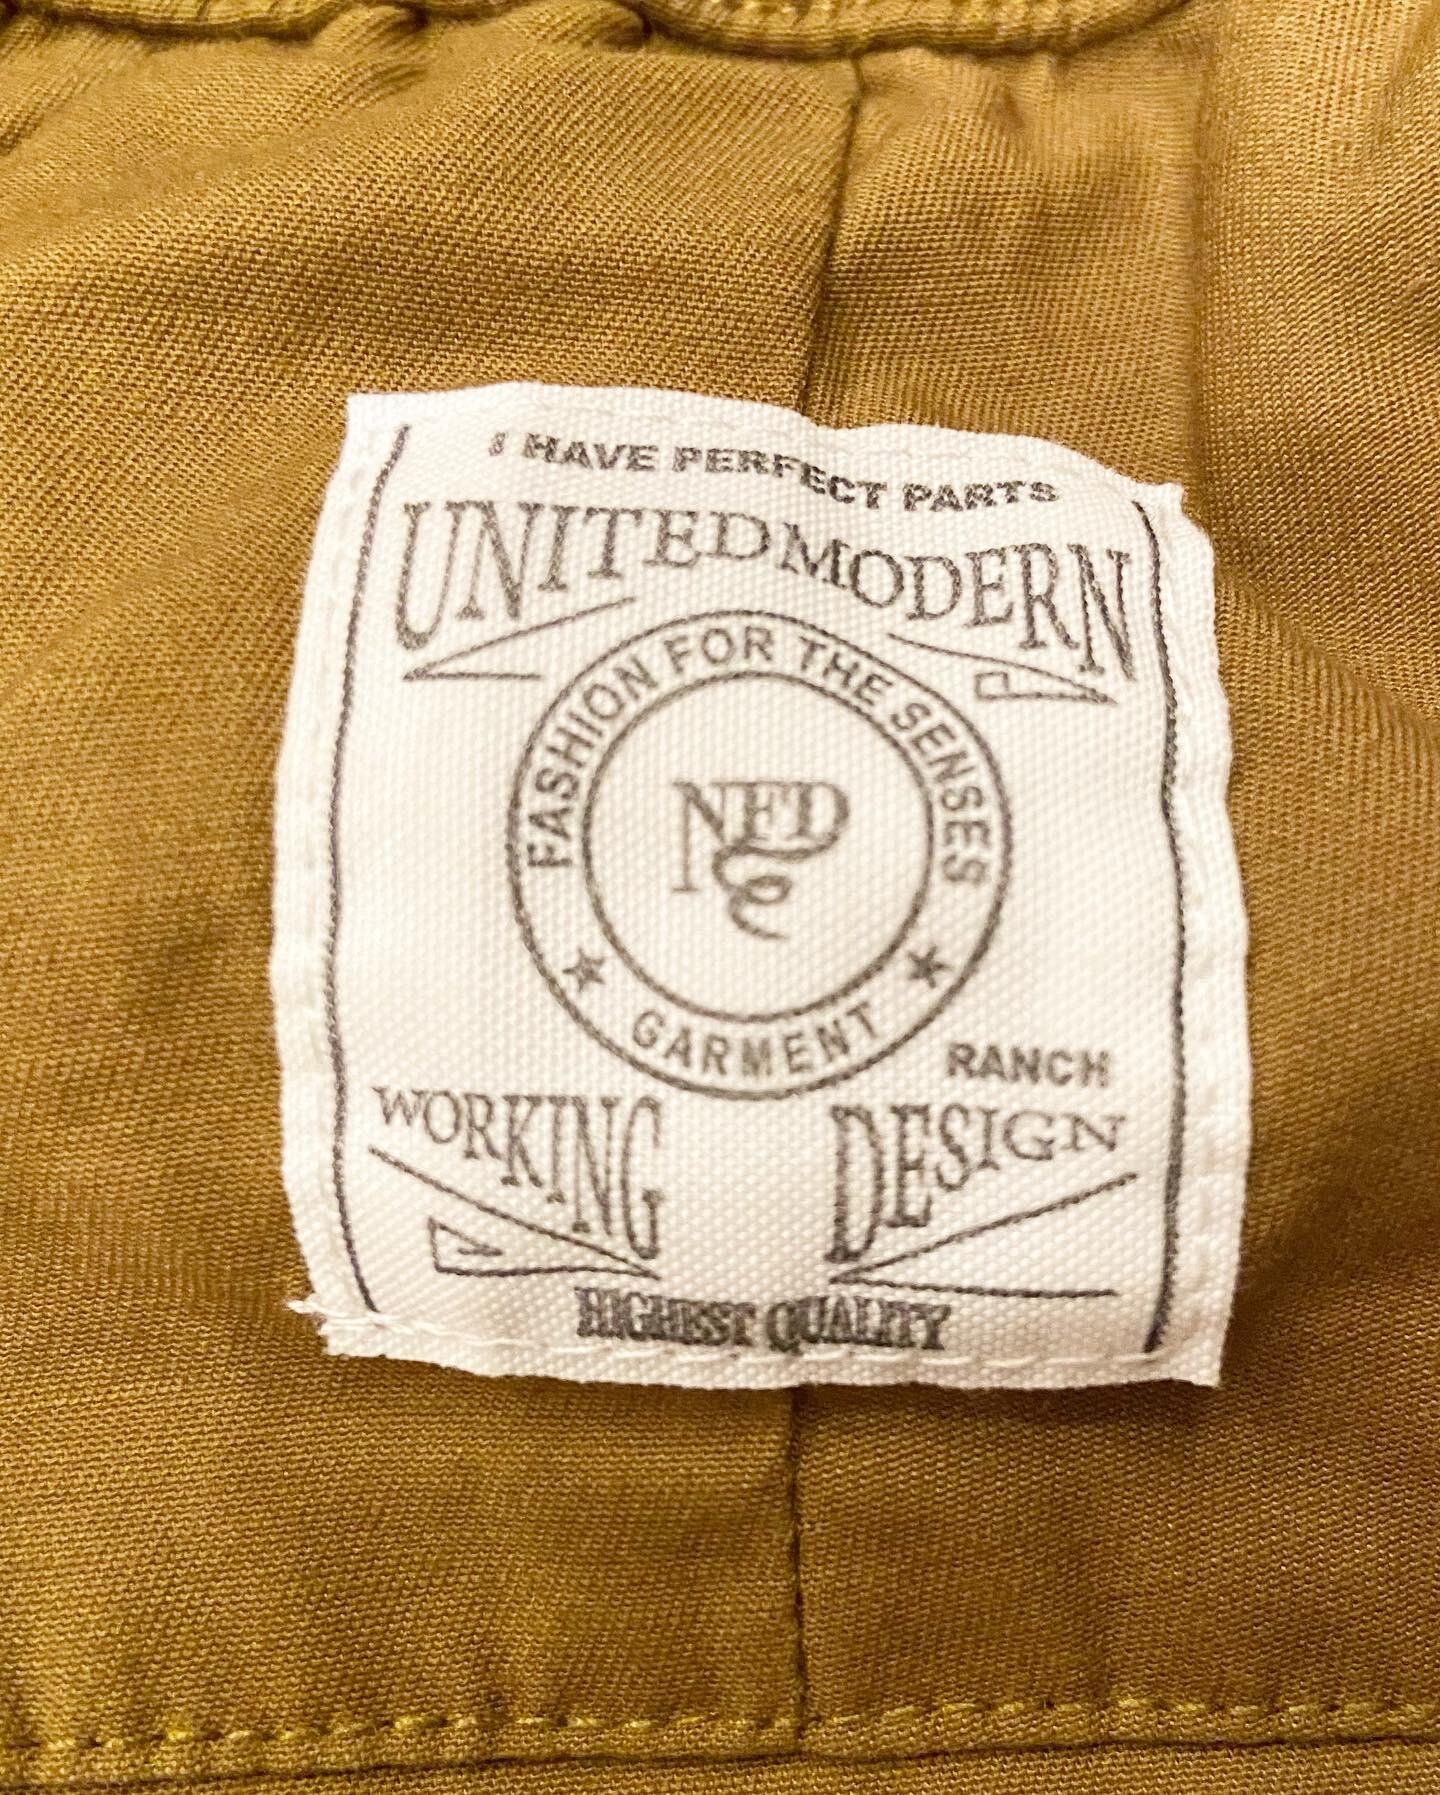 I HAVE PERFECT PARTS
UNITEDMODERN
FASHION FOR THE SENSES
NFD
GARMENT
RANCH
WORKING DESIGN
HIGHEST QUALITY